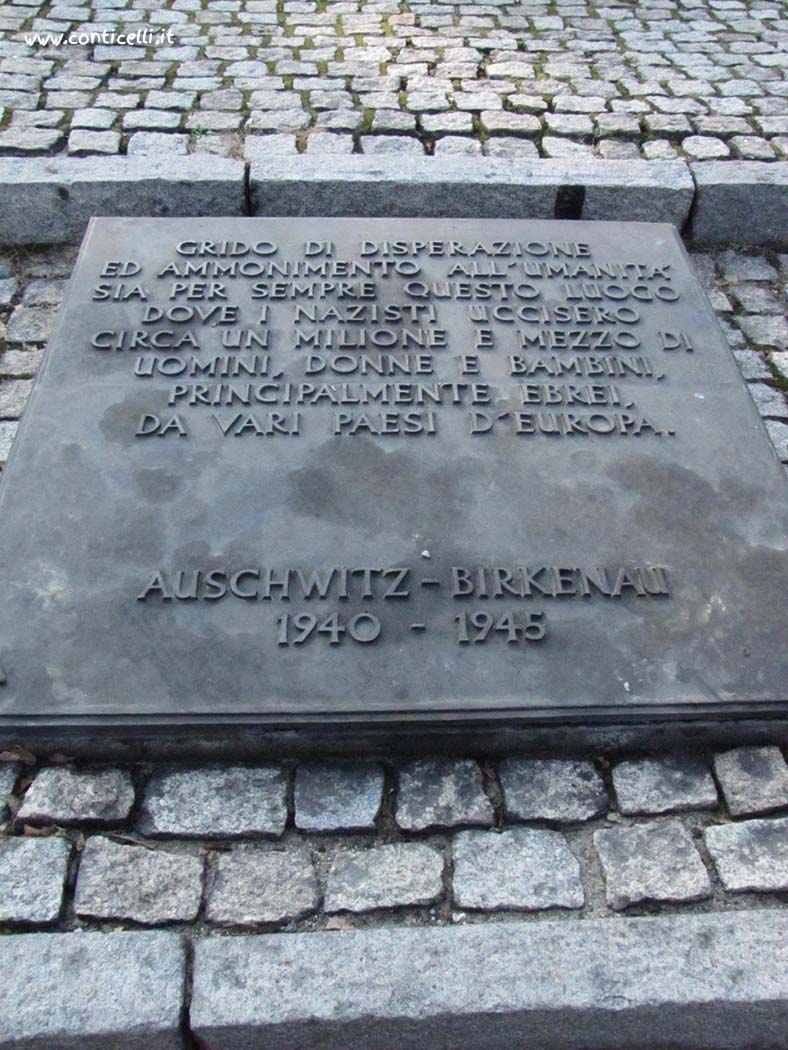 www.conticelli.it
GRIDO DI DISPERAZIONE
ED AMMONIMENTO ALL'UMANITA'
SIA PER SEMPRE QUESTO LUOGO
DOVE I NAZISTI UCCISERO
CIRCA UN MILIONE E MEZZO DI
UOMINI, DONNE E BAMBINI,
PRINCIPALMENTE EBREI,
DA VARI PAESI D'EUROPA.
AUSCHWITZ - BIRKENAU
1940 - 1945